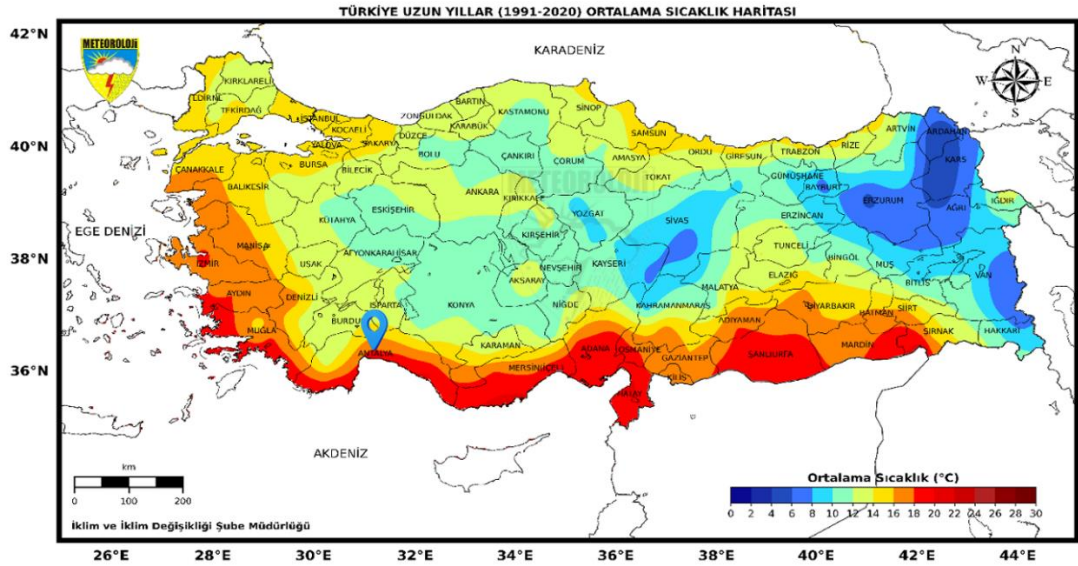 TÜRKİYE UZUN YILLAR (1991-2020) ORTALAMA SICAKLIK HARİTASI
42°N
METEOROLOJİ
KARADENİZ
N
W E
S
KIRKLARELİ
EDİRNE
TEKİRDAĞ
İSTANBUL
KOCAELİ
YALOVA
SAKARYA
DÜZCE
ZONGULDAK
BARTIN
KARABÜK
KASTAMONU
SİNOP
SAMSUN
ORDU
GİRESUN
TRABZON
RİZE
ARTVİN
ARDAHAN
40°N
ÇANAKKALE
BURSA
BİLECİK
BOLU
ÇANKIRI
ÇORUM
AMASYA
TOKAT
GÜMÜŞHANE
BAYBURT
KARS
BALIKESİR
ESKİŞEHİR
ANKARA
KIRIKKALE
METEOROLOJİ
YOZGAT
SİVAS
ERZİNCAN
ERZURUM
AĞRI
IĞDIR
EGE DENİZİ
KÜTAHYA
KIRŞEHİR
TUNCELİ
38°N
MANİSA
İZMİR
UŞAK
AFYONKARAHİSAR
AKSARAY
NEVŞEHİR
KAYSERİ
MALATYA
ELAZIĞ
BİNGÖL
MUŞ
BİTLİS
VAN
AYDIN
DENİZLİ
ISPARTA
BURDUR
KONYA
NİĞDE
KAHRAMANMARAŞ
ADIYAMAN
DİYARBAKIR
BATMAN
SİİRT
ŞIRNAK
HAKKARİ
MUĞLA
ANTALYA
KARAMAN
MERSİN(İÇEL)
ADANA
OSMANİYE
GAZİANTEP
KİLİS
ŞANLIURFA
MARDİN
36°N
HATAY
AKDENİZ
km
0 100 200
Ortalama Sıcaklık (°C)
0 2 4 6 8 10 12 14 16 18 20 22 24 26 28 30
İklim ve İklim Değişikliği Şube Müdürlüğü
26°E 28°E 30°E 32°E 34°E 36°E 38°E 40°E 42°E 44°E